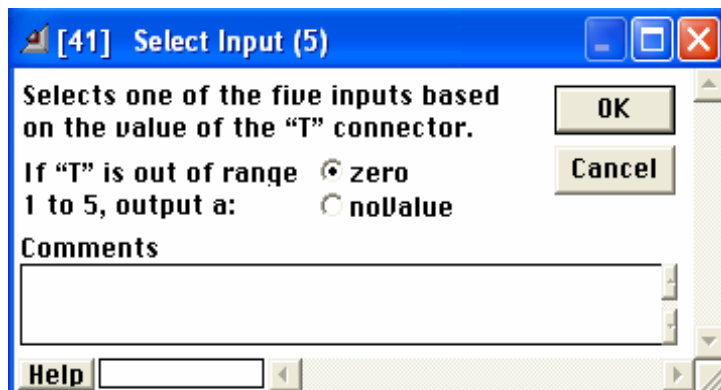 [41] Select Input (5)
Selects one of the five inputs based
on the value of the “T” connector.
OK
If “T” is out of range
1 to 5, output a:
zero
noValue
Cancel
Comments
Help